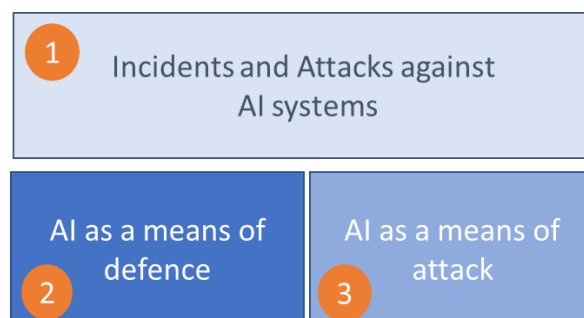 1
Incidents and Attacks against
AI systems
AI as a means of
defence
2
AI as a means of
attack
3